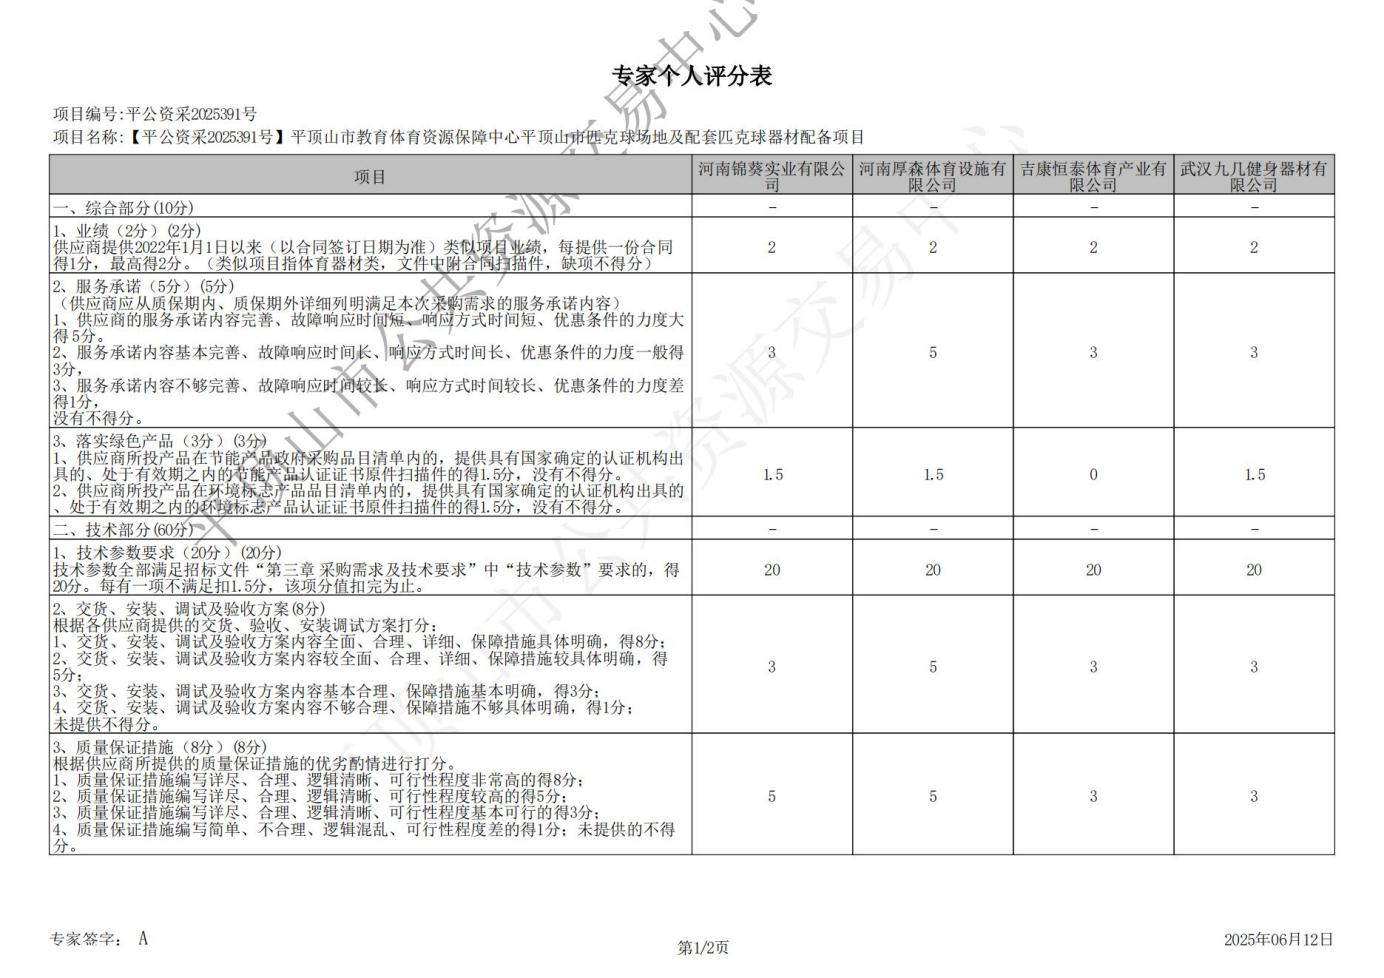 专家个人评分表
项目编号:平公资采2025391号
项目名称:【平公资采2025391号】平顶山市教育体育资源保障中心平顶山市匹克球场地及配套匹克球器材配备项目
项目 河南锦葵实业有限公司 河南厚森体育设施有限公司 吉康恒泰体育产业有限公司 武汉九几健身器材有限公司
一、综合部分(10分) - - - -
1、业绩（2分）(2分)
供应商提供2022年1月1日以来（以合同签订日期为准）类似项目业绩，每提供一份合同
得1分，最高得2分。（类似项目指体育器材类，文件中附合同扫描件，缺项不得分）
2 2 2 2
2、服务承诺（5分）(5分)
（供应商应从质保期内、质保期外详细列明满足本次采购需求的服务承诺内容）
1、供应商的服务承诺内容完善、故障响应时间短、响应方式时间短、优惠条件的力度大
得5分。
2、服务承诺内容基本完善、故障响应时间长、响应方式时间长、优惠条件的力度一般得
3分，
3、服务承诺内容不够完善、故障响应时间较长、响应方式时间较长、优惠条件的力度差
得1分，
没有不得分。
3 5 3 3
3、落实绿色产品（3分）(3分)
1、供应商所投产品在节能产品政府采购品目清单内的，提供具有国家确定的认证机构出
具的、处于有效期之内的节能产品认证证书原件扫描件的得1.5分，没有不得分。
2、供应商所投产品在环境标志产品品目清单内的，提供具有国家确定的认证机构出具的
、处于有效期之内的环境标志产品认证证书原件扫描件的得1.5分，没有不得分。
1.5 1.5 0 1.5
二、技术部分(60分) - - - -
1、技术参数要求（20分）(20分)
技术参数全部满足招标文件“第三章 采购需求及技术要求”中“技术参数”要求的，得
20分。每有一项不满足扣1.5分，该项分值扣完为止。
20 20 20 20
2、交货、安装、调试及验收方案(8分)
根据各供应商提供的交货、验收、安装调试方案打分：
1、交货、安装、调试及验收方案内容全面、合理、详细、保障措施具体明确，得8分；
2、交货、安装、调试及验收方案内容较全面、合理、详细、保障措施较具体明确，得
5分；
3、交货、安装、调试及验收方案内容基本合理、保障措施基本明确，得3分；
4、交货、安装、调试及验收方案内容不够合理、保障措施不够具体明确，得1分；
未提供不得分。
3 5 3 3
3、质量保证措施（8分）(8分)
根据供应商所提供的质量保证措施的优劣酌情进行打分。
1、质量保证措施编写详尽、合理、逻辑清晰、可行性程度非常高的得8分；
2、质量保证措施编写详尽、合理、逻辑清晰、可行性程度较高的得5分；
3、质量保证措施编写详尽、合理、逻辑清晰、可行性程度基本可行的得3分；
4、质量保证措施编写简单、不合理、逻辑混乱、可行性程度差的得1分；未提供的不得
分。
5 5 3 3
专家签字： A
第1/2页
2025年06月12日
平顶山市公共资源交易中心
顶山市公共资源交易中心